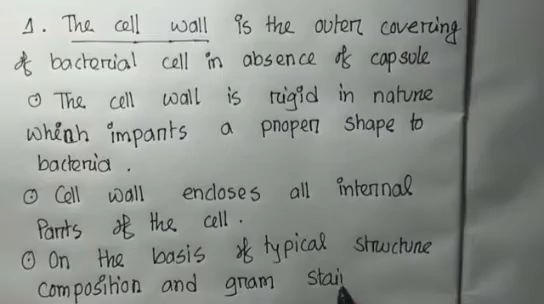 1. The cell wall is the outer covering
of bacterial cell in absence of capsule
⊙ The cell wall is rigid in nature
which imparts a proper shape to
bacteria.
⊙ Cell wall encloses all internal
Parts of the cell.
⊙ On the basis of typical structure
composition and gram stai